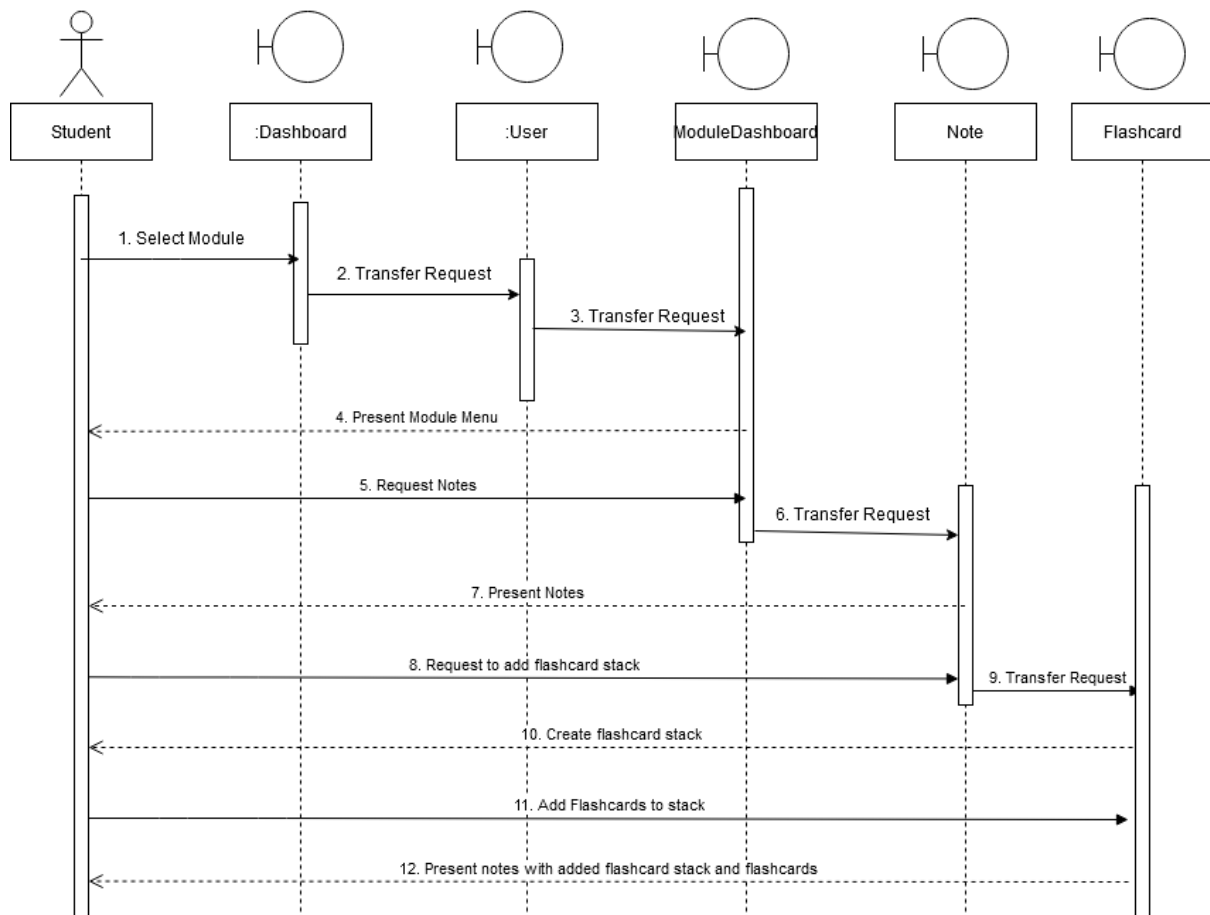 Student
:Dashboard
:User
ModuleDashboard
Note
Flashcard
1. Select Module
2. Transfer Request
3. Transfer Request
4. Present Module Menu
5. Request Notes
6. Transfer Request
7. Present Notes
8. Request to add flashcard stack
9. Transfer Request
10. Create flashcard stack
11. Add Flashcards to stack
12. Present notes with added flashcard stack and flashcards